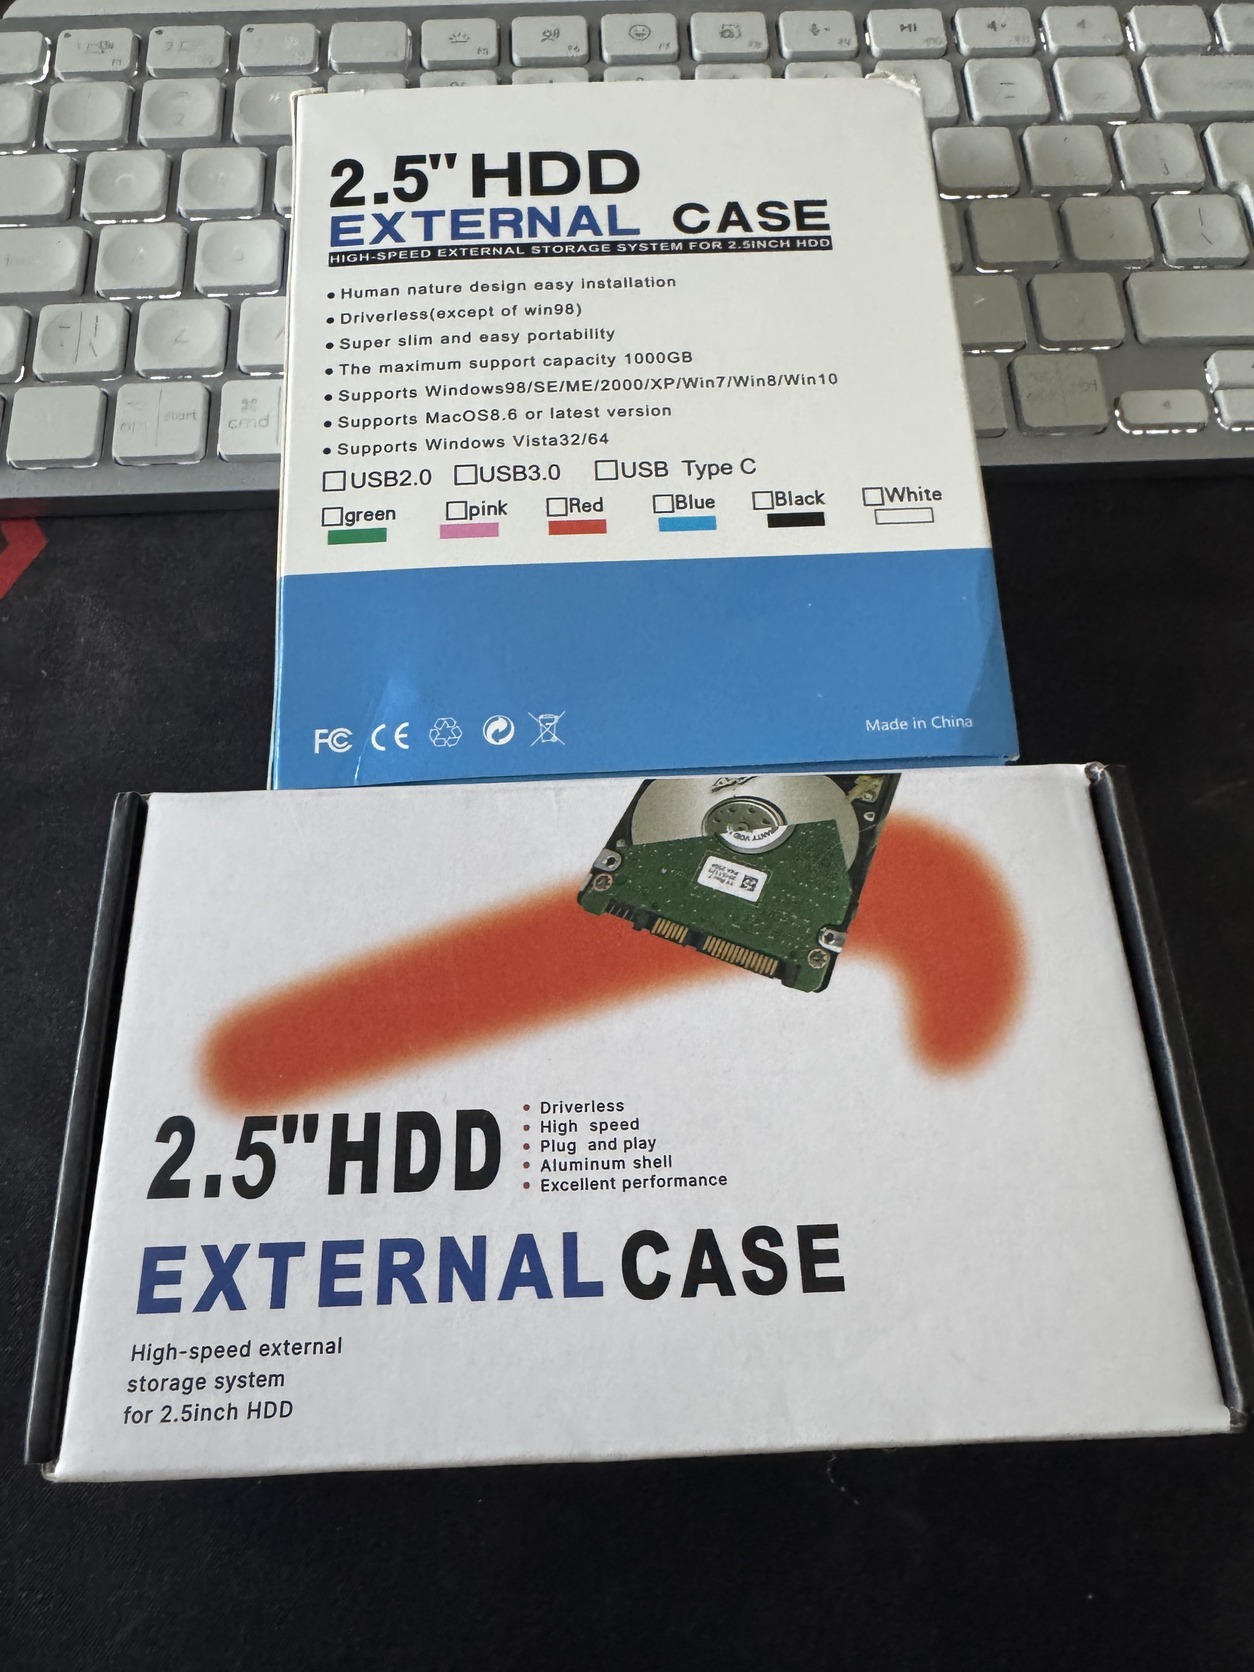 2.5" HDD
EXTERNAL CASE
HIGH-SPEED EXTERNAL STORAGE SYSTEM FOR 2.5INCH HDD
• Human nature design easy installation
• Driverless(except of win98)
• Super slim and easy portability
• The maximum support capacity 1000GB
• Supports Windows98/SE/ME/2000/XP/Win7/Win8/Win10
• Supports MacOS8.6 or latest version
• Supports Windows Vista32/64
USB2.0 USB3.0 USB Type C
green pink Red Blue Black White
FC CE Made in China
2.5"HDD
• Driverless
• High speed
• Plug and play
• Aluminum shell
• Excellent performance
EXTERNAL CASE
High-speed external
storage system
for 2.5inch HDD
start
cmd